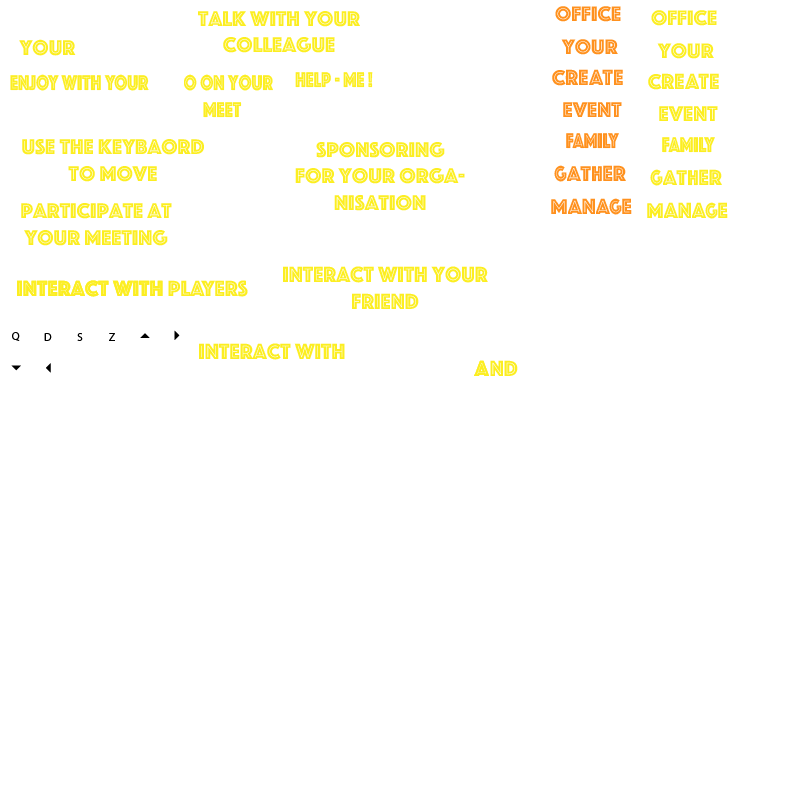 TALK WITH YOUR
COLLEAGUE
YOUR
ENJOY WITH YOUR
O ON YOUR
MEET
HELP - ME !
USE THE KEYBAORD
TO MOVE
SPONSORING
FOR YOUR ORGA-
NISATION
PARTICIPATE AT
YOUR MEETING
INTERACT WITH PLAYERS
INTERACT WITH YOUR
FRIEND
Q D S Z
INTERACT WITH
AND
OFFICE
YOUR
CREATE
EVENT
FAMILY
GATHER
MANAGE
OFFICE
YOUR
CREATE
EVENT
FAMILY
GATHER
MANAGE